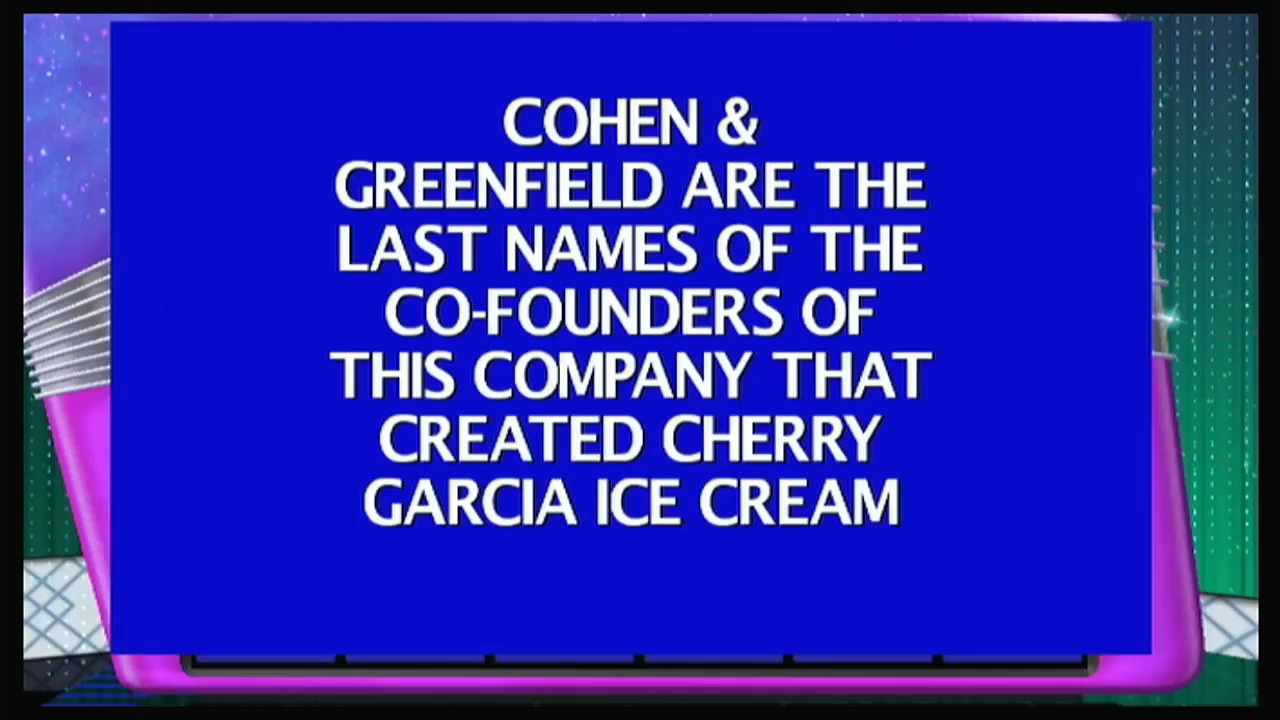 COHEN &
GREENFIELD ARE THE
LAST NAMES OF THE
CO-FOUNDERS OF
THIS COMPANY THAT
CREATED CHERRY
GARCIA ICE CREAM